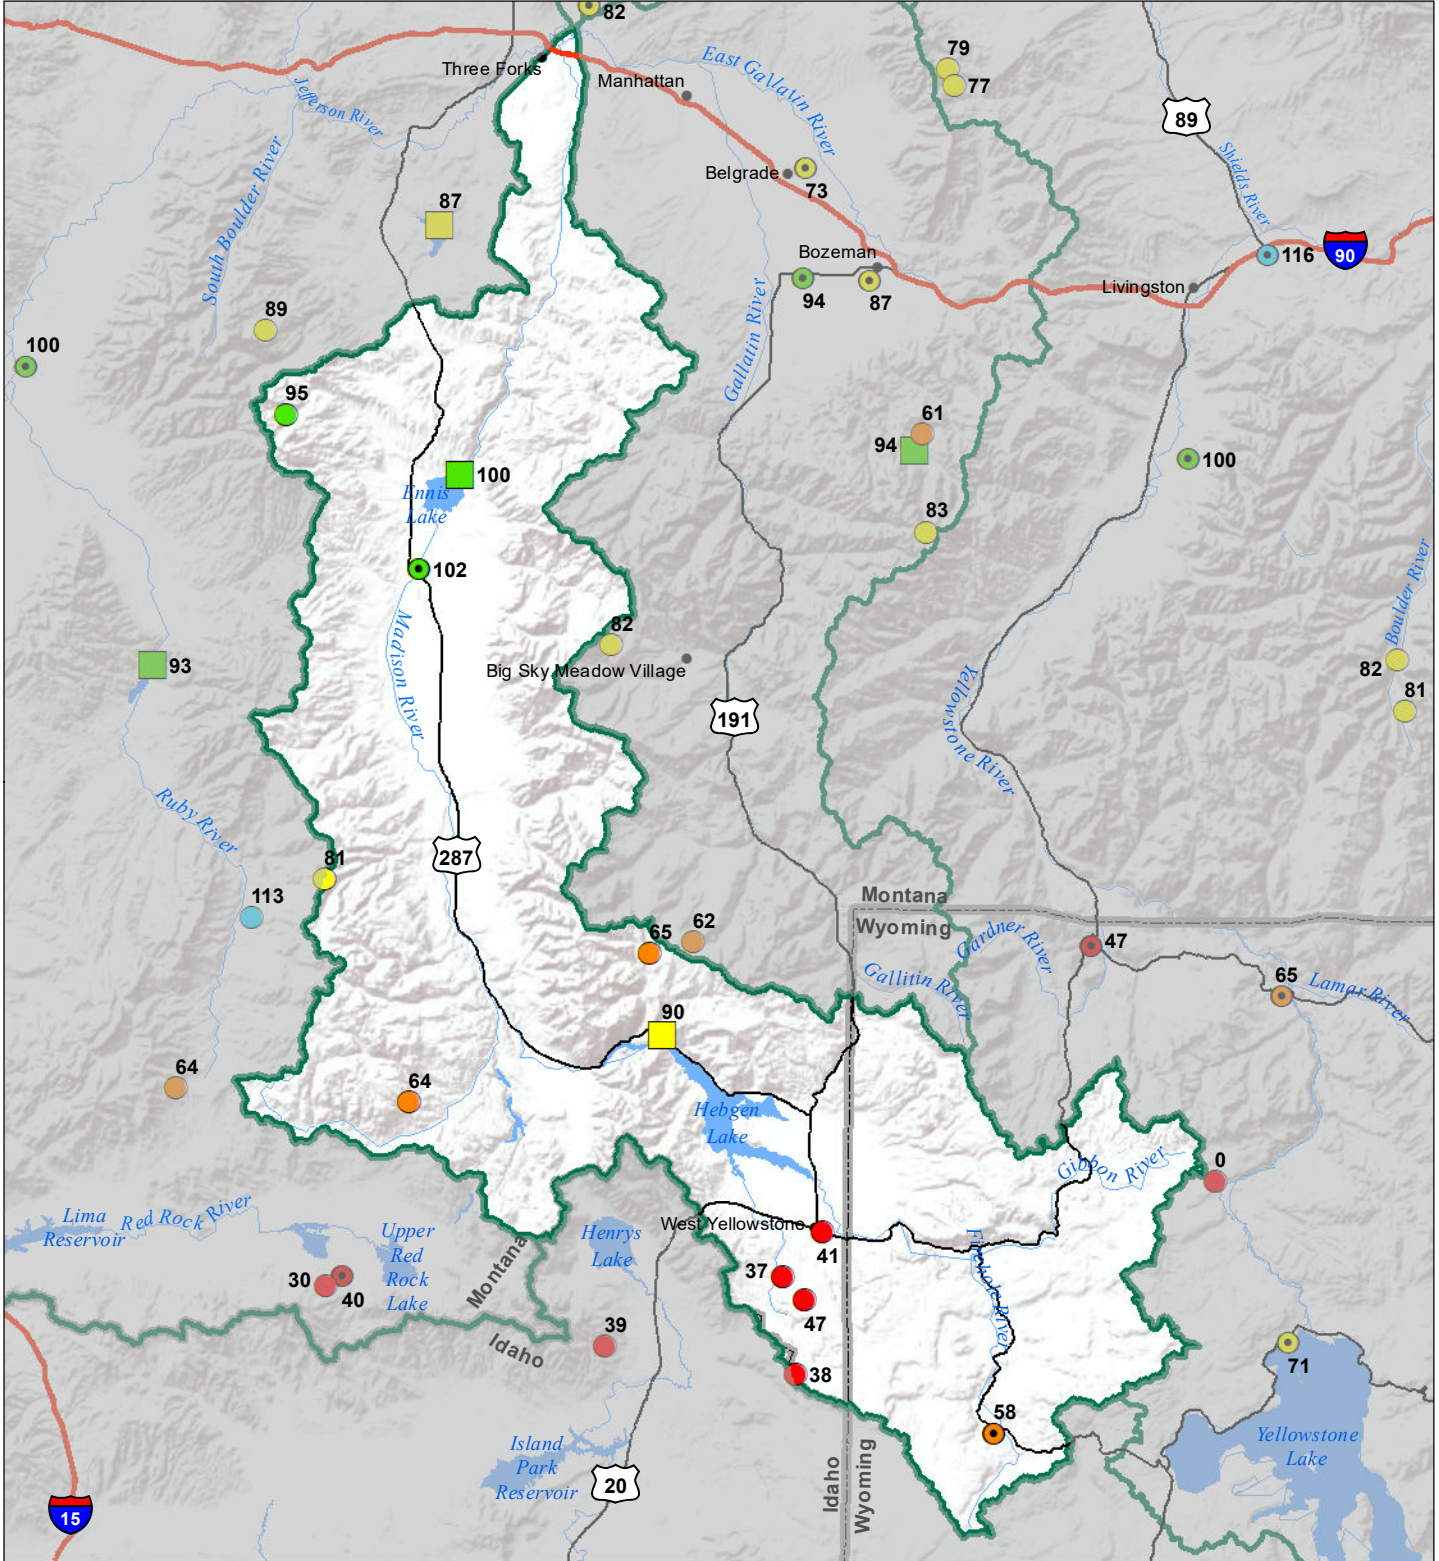 82
Three Forks
Manhattan
East Gallatin River
79
77
89
Jefferson River
South Boulder River
Shields River
Belgrade
73
87
Bozeman
90
116
Livingston
94
87
Gallatin River
89
100
95
61
94
100
100
Ennis
Lake
83
102
Madison River
Boulder River
82
Big Sky Meadow Village
93
82
81
191
Yellowstone River
Ruby River
287
81
113
Montana
Wyoming
65
62
Gardner River
47
Gallitin River
65
Lamar River
90
64
64
Hebgen
Lake
Gibbon River
0
Lima
Reservoir
Red Rock River
Upper
Red
Rock
Lake
Henrys
Lake
West Yellowstone
41
Firehole River
Montana
37
30
40
47
Idaho
39
38
71
58
Island
Park
Reservoir
20
Idaho
Wyoming
Yellowstone
Lake
15